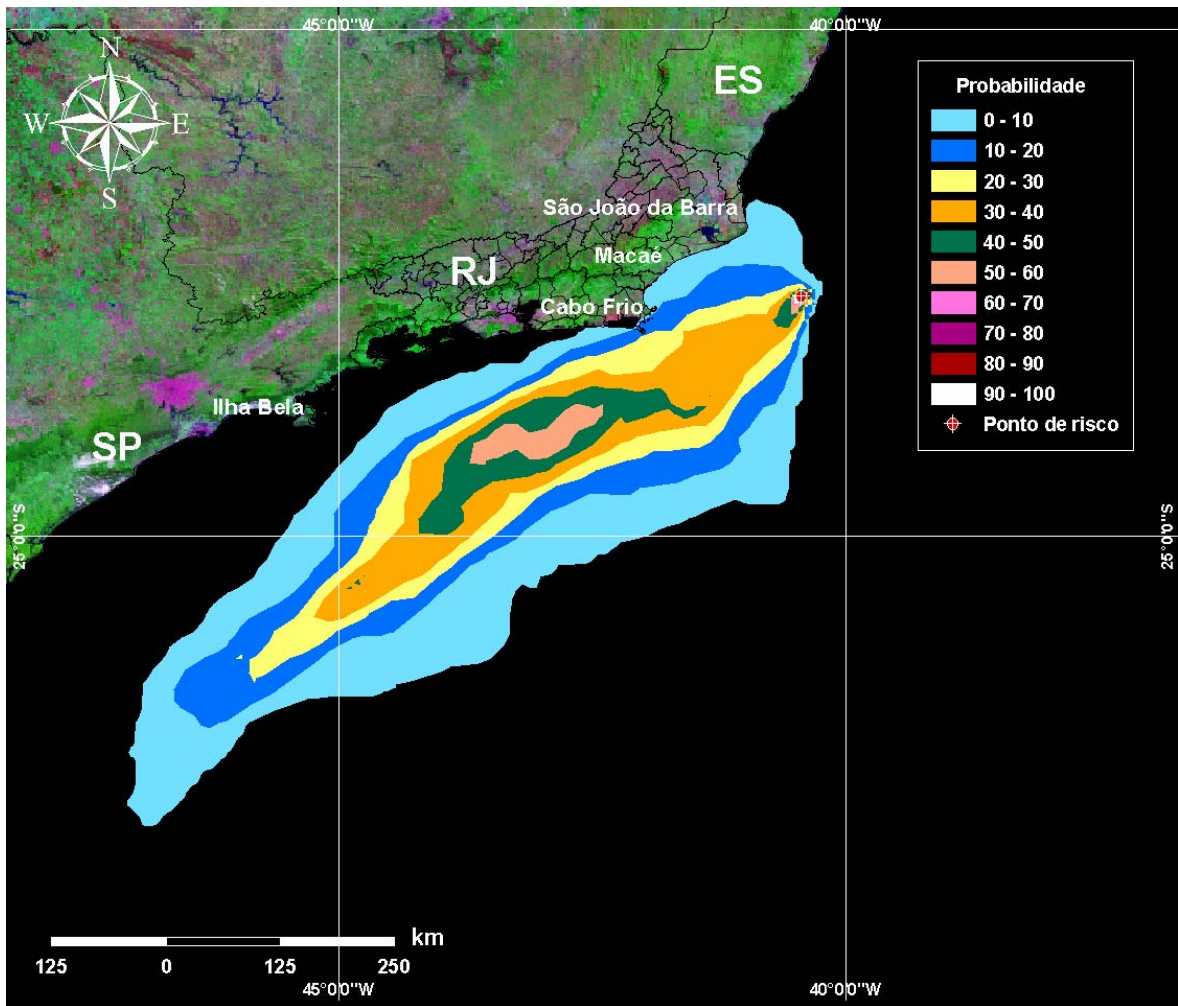 45°0'0"W
40°0'0"W
N
W
E
S
ES
Probabilidade
0 - 10
10 - 20
20 - 30
30 - 40
40 - 50
50 - 60
60 - 70
70 - 80
80 - 90
90 - 100
Ponto de risco
São João da Barra
Macaé
RJ
Cabo Frio
Ilha Bela
SP
25°0'0"S
25°0'0"S
km
125
0
125
250
45°0'0"W
40°0'0"W